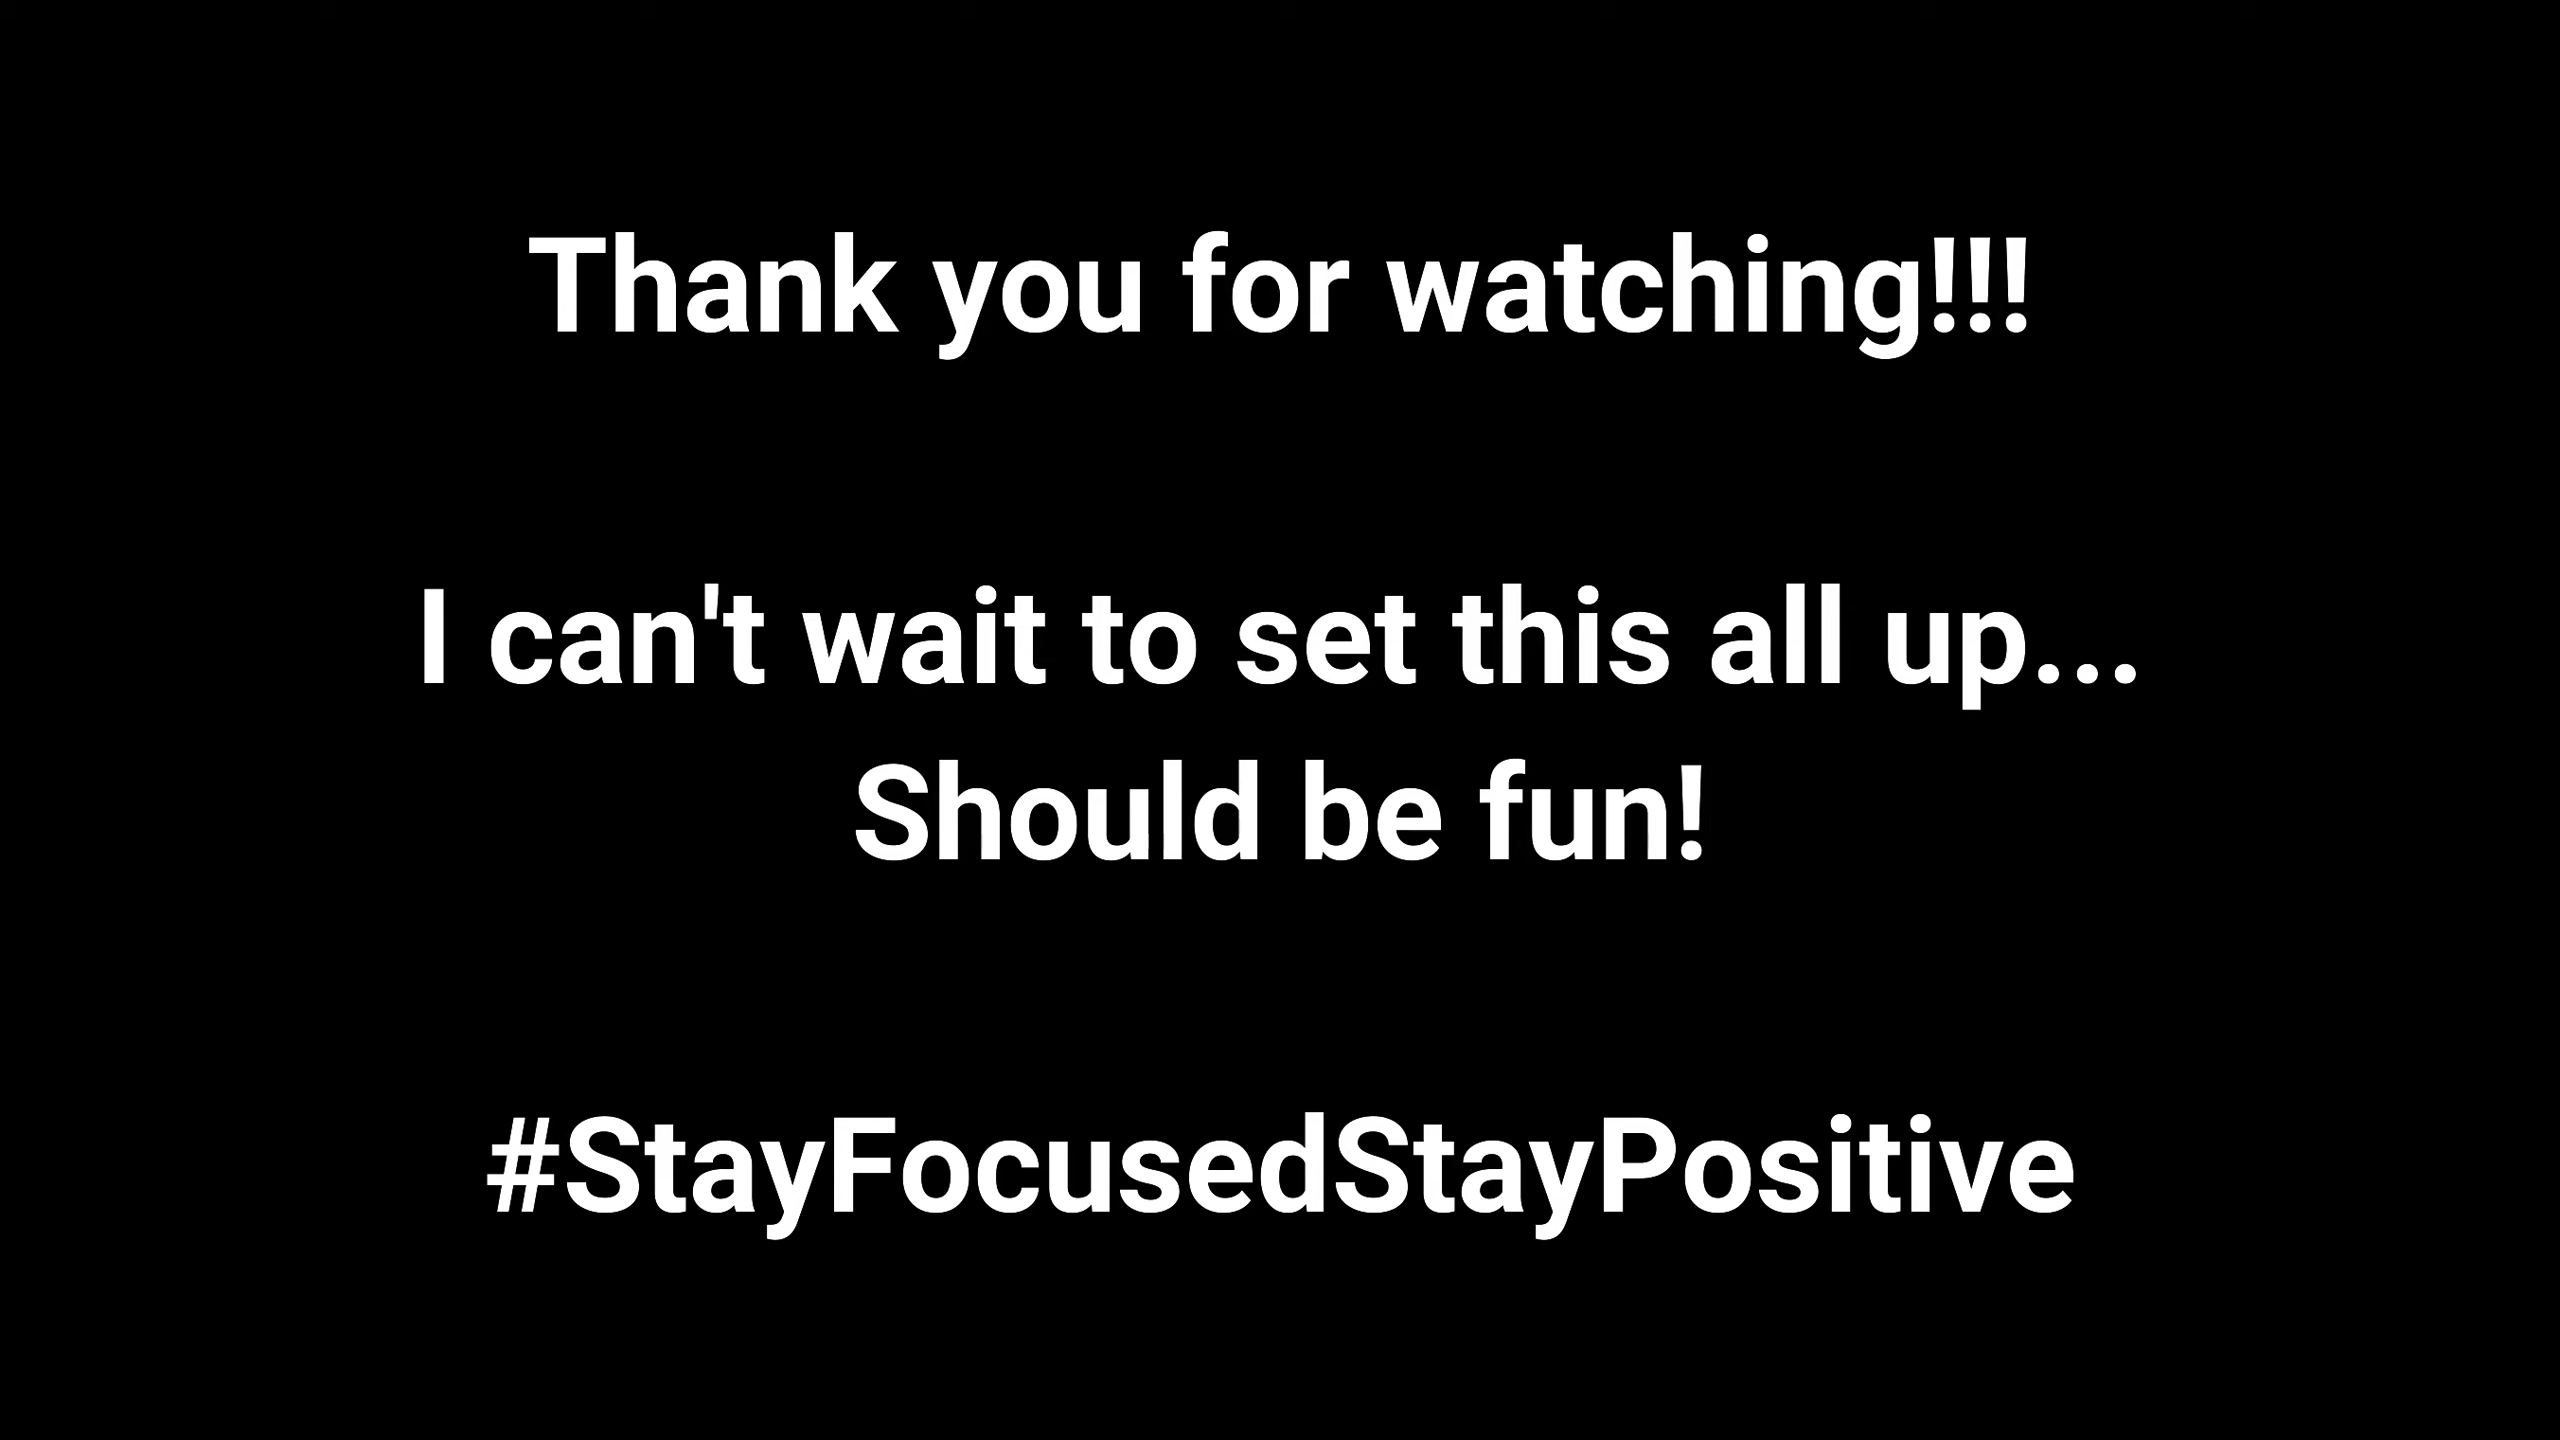 Thank you for watching!!!
I can't wait to set this all up...
Should be fun!
#StayFocusedStayPositive